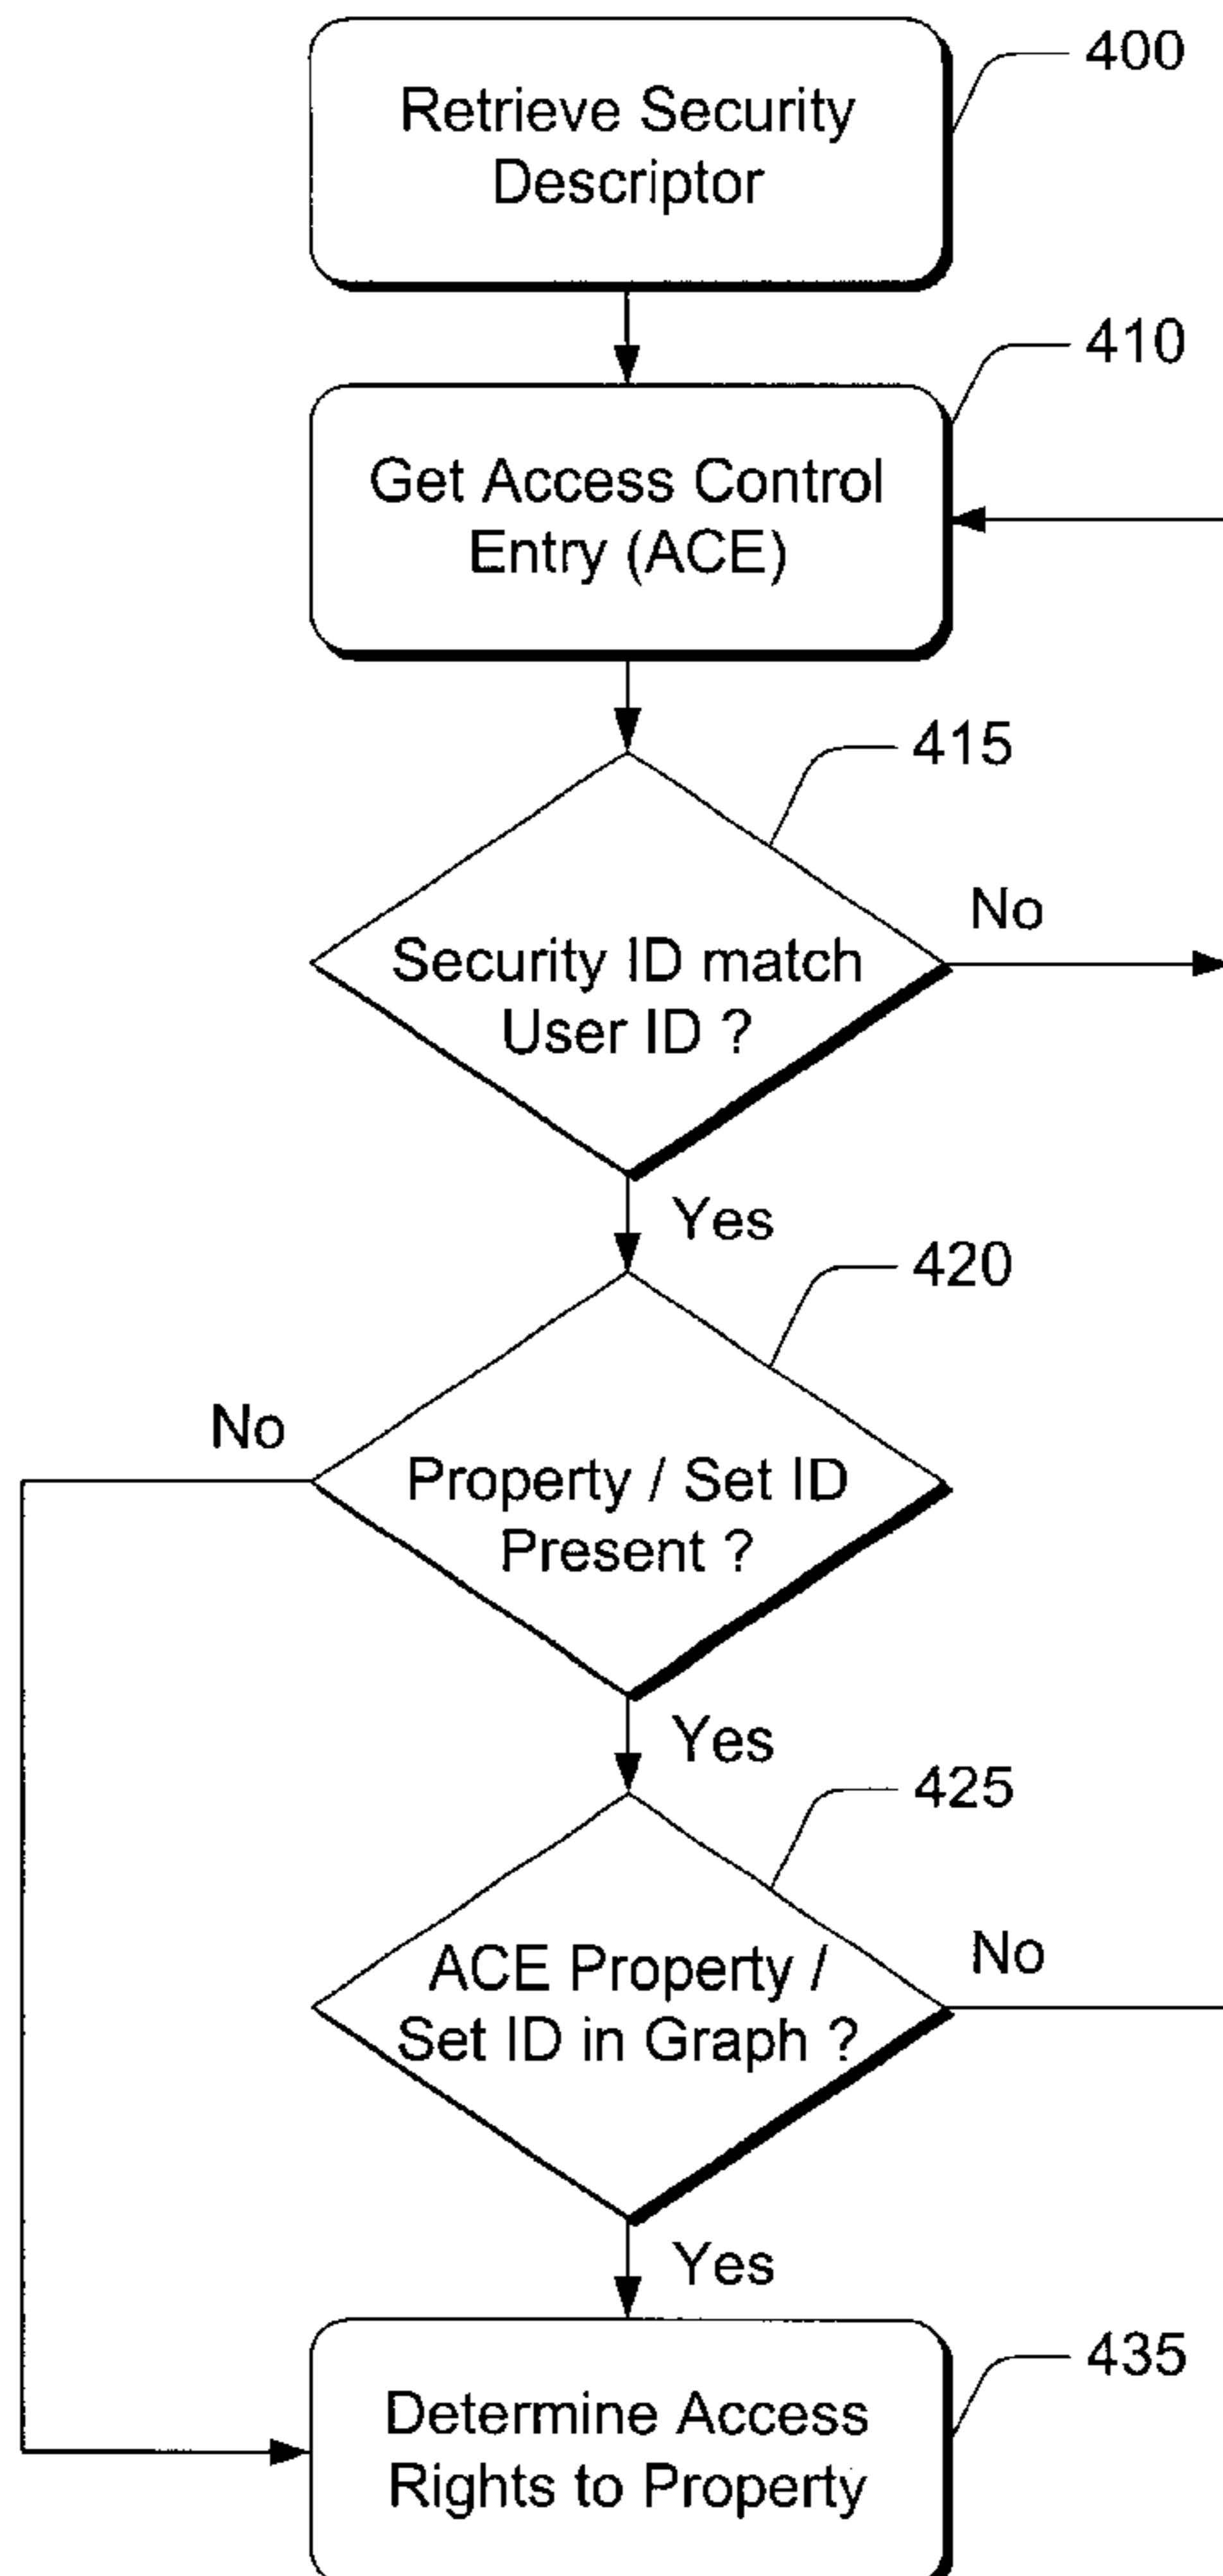 Retrieve Security
Descriptor
400
Get Access Control
Entry (ACE)
410
415
Security ID match
User ID ?
No
Yes
420
No
Property / Set ID
Present ?
Yes
425
ACE Property /
Set ID in Graph ?
No
Yes
435
Determine Access
Rights to Property